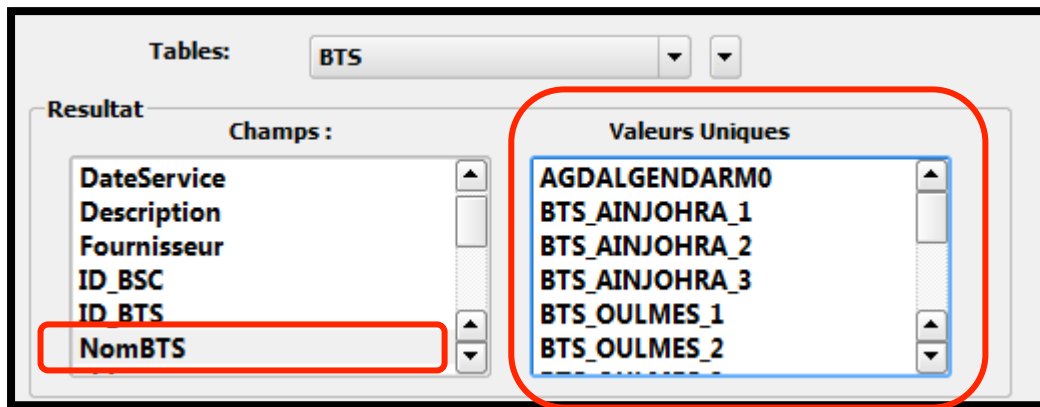 Tables: BTS
Resultat
Champs : Valeurs Uniques
DateService AGDALGENDARM0
Description BTS_AINJOHRA_1
Fournisseur BTS_AINJOHRA_2
ID_BSC BTS_AINJOHRA_3
ID_BTS BTS_OULMES_1
NomBTS BTS_OULMES_2